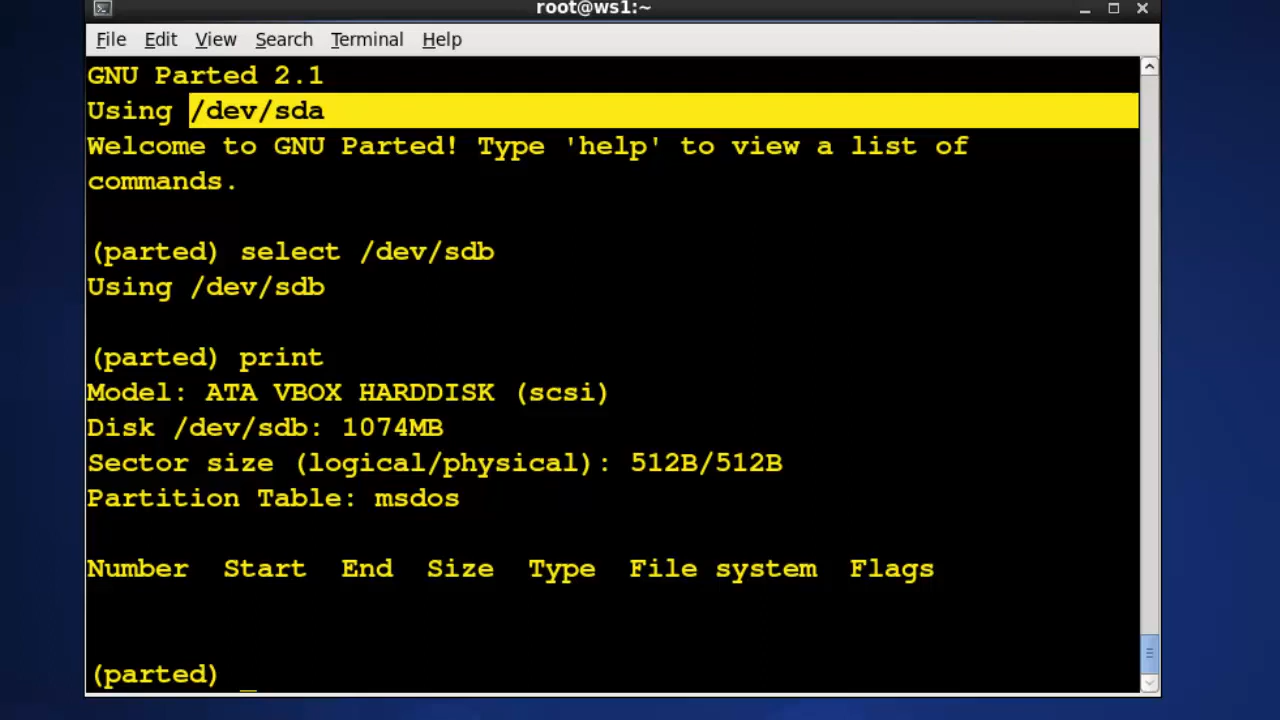 root@ws1:~
File Edit View Search Terminal Help
GNU Parted 2.1
Using /dev/sda
Welcome to GNU Parted! Type 'help' to view a list of
commands.
(parted) select /dev/sdb
Using /dev/sdb
(parted) print
Model: ATA VBOX HARDDISK (scsi)
Disk /dev/sdb: 1074MB
Sector size (logical/physical): 512B/512B
Partition Table: msdos
Number Start End Size Type File system Flags
(parted) _